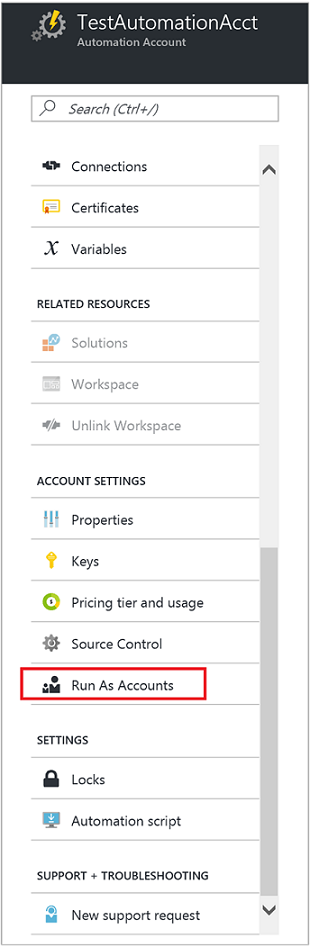 TestAutomationAcct
Automation Account
Search (Ctrl+/)
Connections
Certificates
Variables
RELATED RESOURCES
Solutions
Workspace
Unlink Workspace
ACCOUNT SETTINGS
Properties
Keys
Pricing tier and usage
Source Control
Run As Accounts
SETTINGS
Locks
Automation script
SUPPORT + TROUBLESHOOTING
New support request